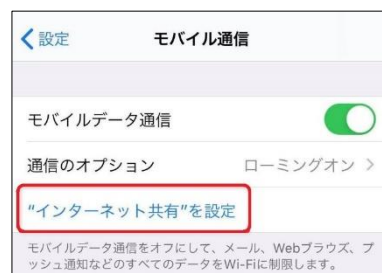 設定
モバイル通信
モバイルデータ通信
通信のオプション ローミングオン
"インターネット共有"を設定
モバイルデータ通信をオフにして、メール、Webブラウズ、プ
ッシュ通知などのすべてのデータをWi-Fiに制限します。